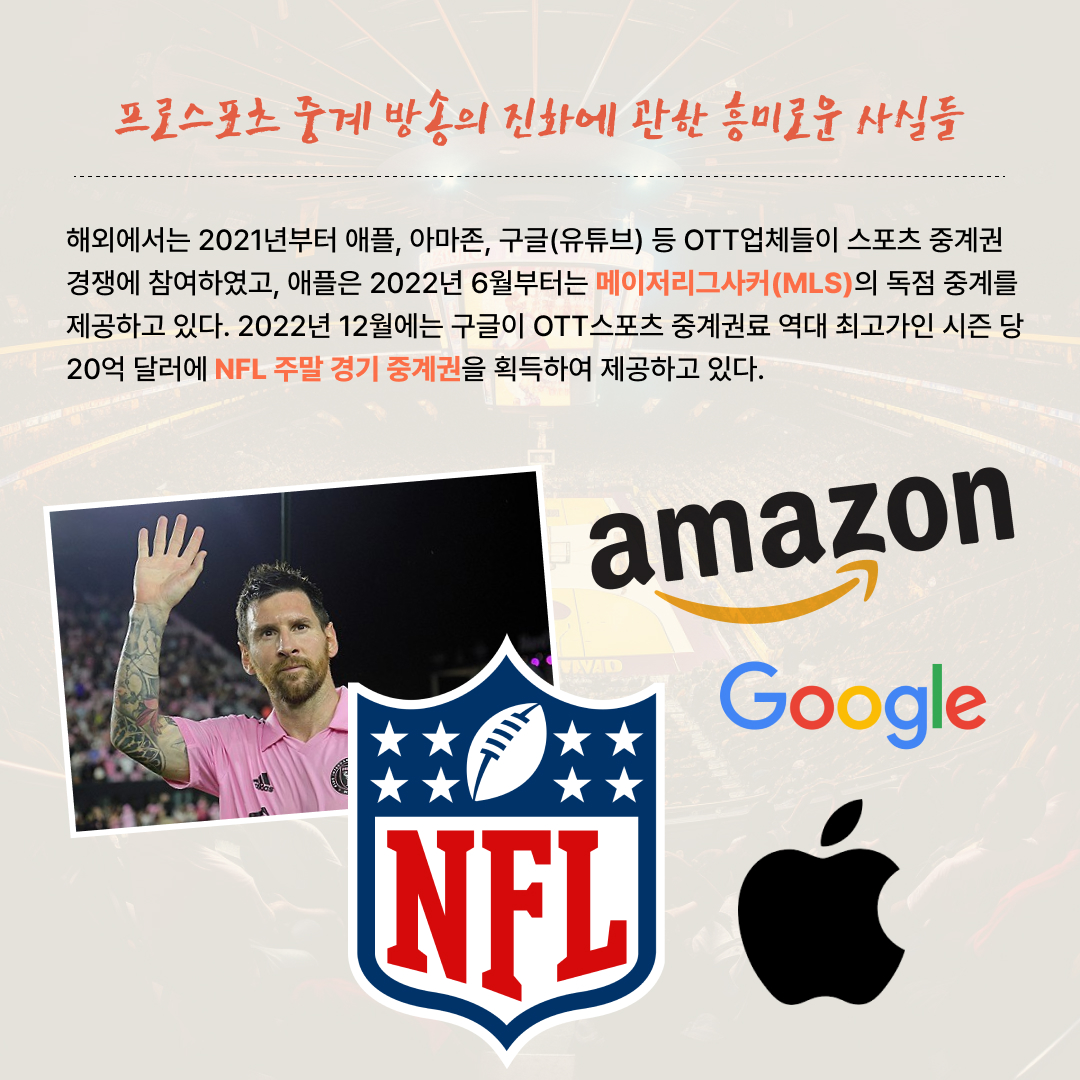 프로스포츠 중계 방송의 진화에 관한 흥미로운 사실들
해외에서는 2021년부터 애플, 아마존, 구글(유튜브) 등 OTT업체들이 스포츠 중계권
경쟁에 참여하였고, 애플은 2022년 6월부터는 메이저리그사커(MLS)의 독점 중계를
제공하고 있다. 2022년 12월에는 구글이 OTT스포츠 중계권료 역대 최고가인 시즌 당
20억 달러에 NFL 주말 경기 중계권을 획득하여 제공하고 있다.
amazon
Google
NFL